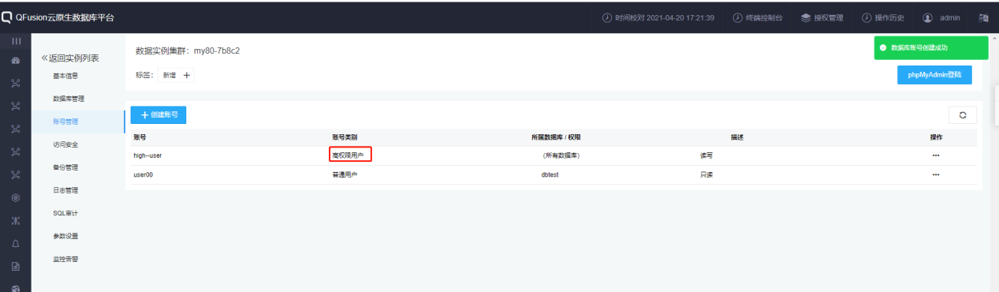 QFusion云原生数据库平台 时间校对 2021-04-20 17:21:39 终端控制台 授权管理 操作历史 admin
返回实例列表
数据实例集群：my80-7b8c2
数据库账号创建成功
基本信息
标签： 新增 +
phpMyAdmin登陆
数据库管理
账号管理
+ 创建账号
账号 账号类别 所属数据库 / 权限 描述 操作
访问安全
high--user 高权限用户 （所有数据库） 读写 ···
备份管理
user00 普通用户 dbtest 只读 ···
日志管理
SQL审计
参数设置
监控告警